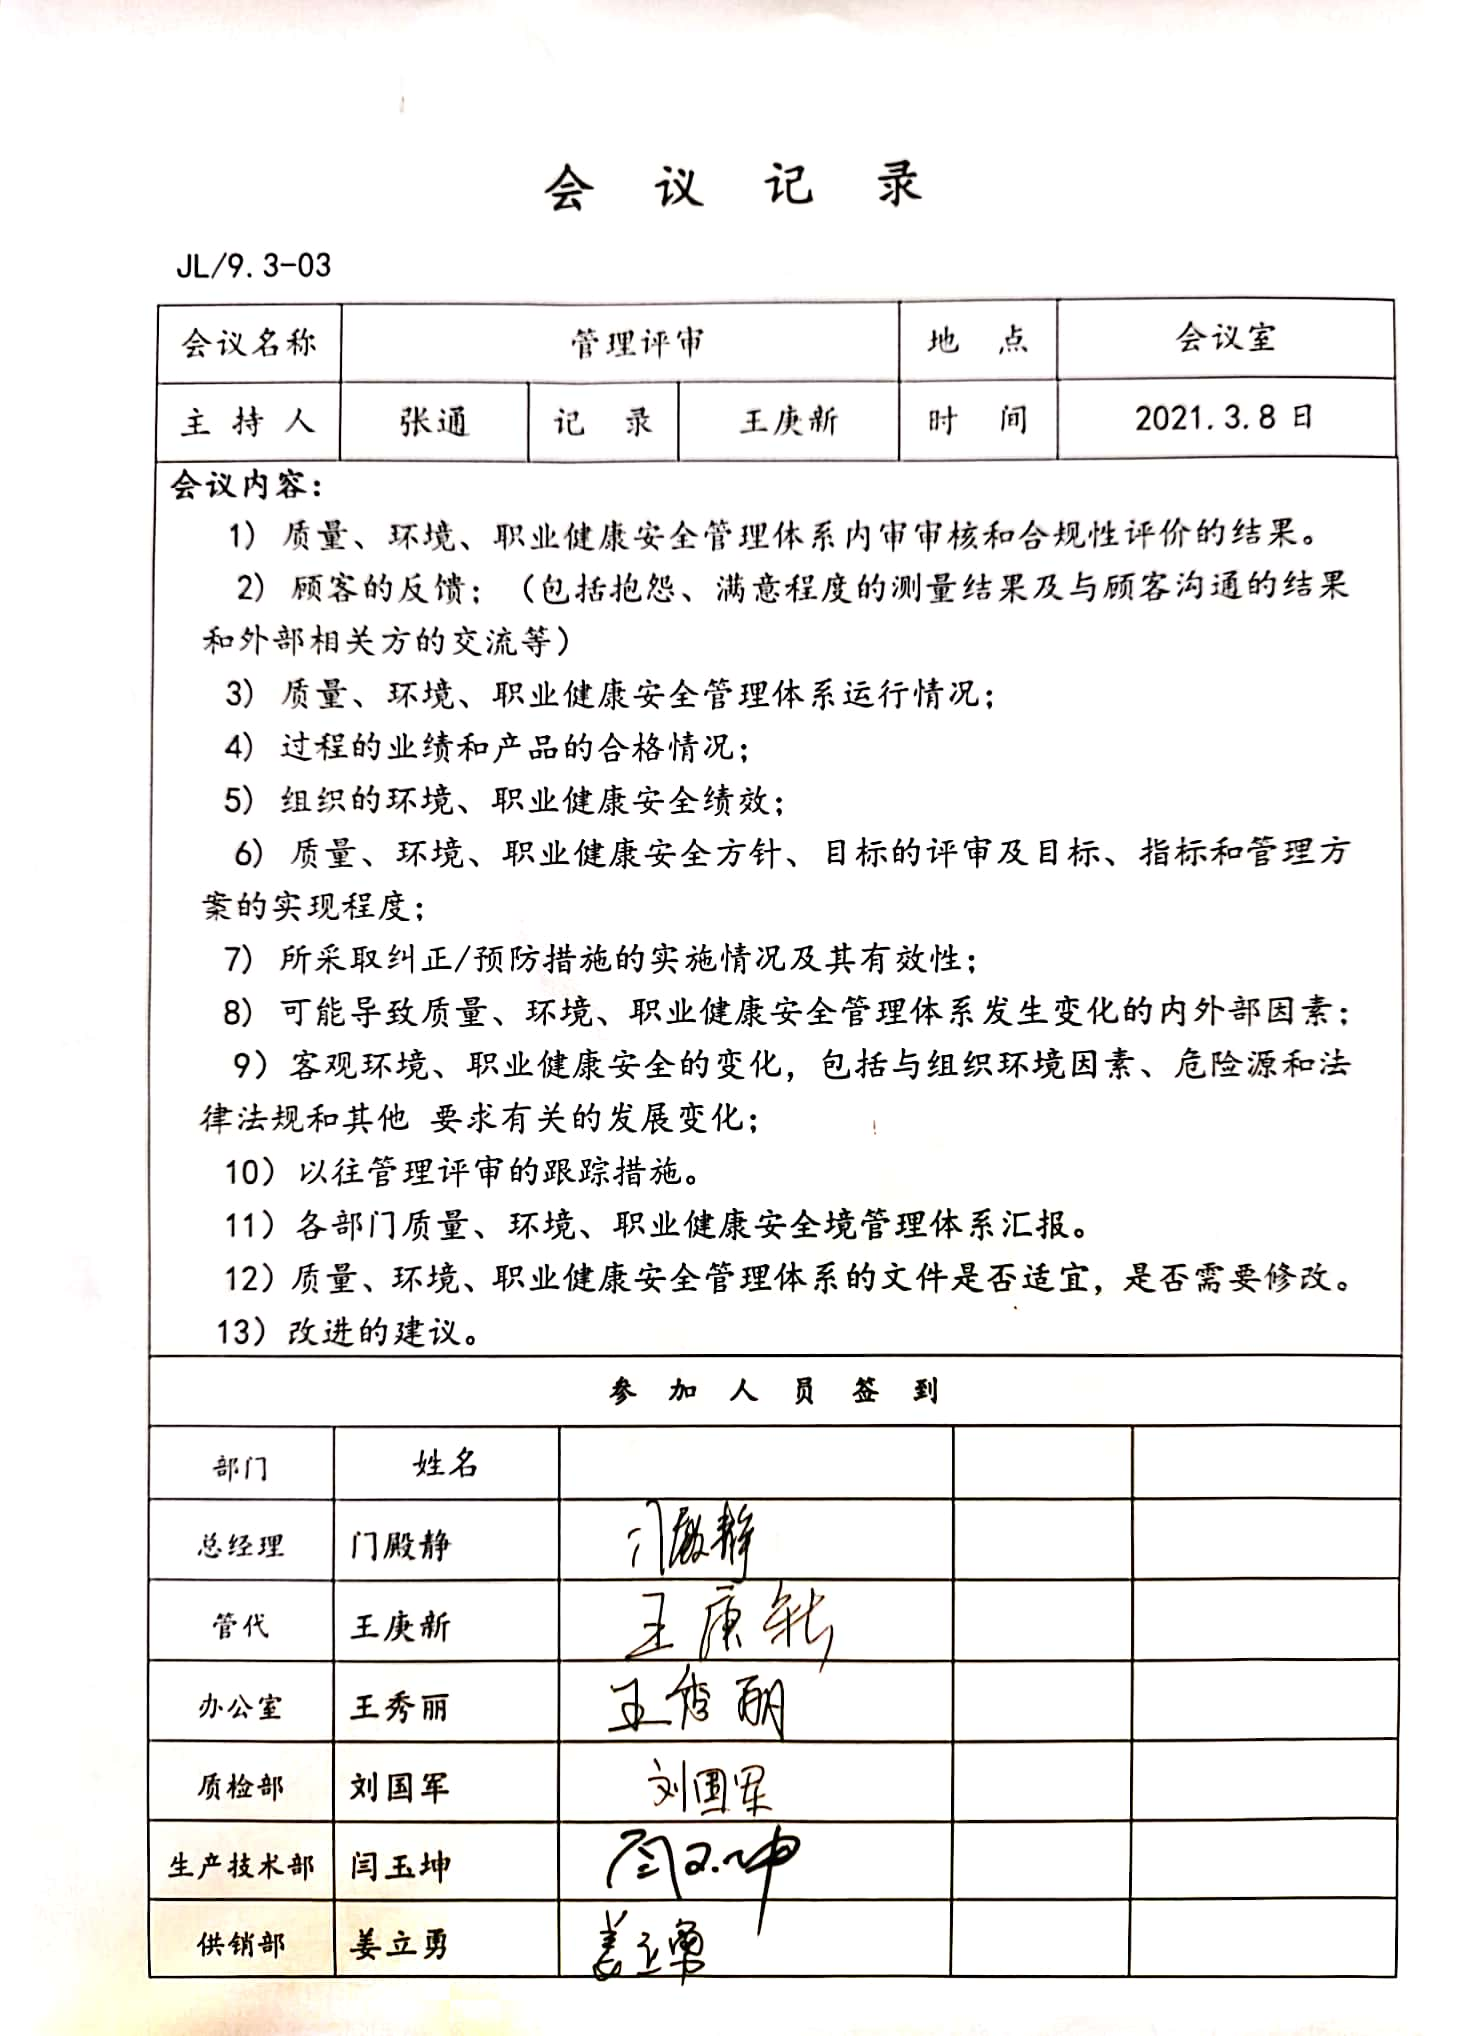 会 议 记 录
JL/9.3-03
会议名称 管理评审 地 点 会议室
主 持 人 张通 记 录 王庚新 时 间 2021.3.8 日
会议内容：
1）质量、环境、职业健康安全管理体系内审审核和合规性评价的结果。
2）顾客的反馈；（包括抱怨、满意程度的测量结果及与顾客沟通的结果
和外部相关方的交流等）
3）质量、环境、职业健康安全管理体系运行情况；
4）过程的业绩和产品的合格情况；
5）组织的环境、职业健康安全绩效；
6）质量、环境、职业健康安全方针、目标的评审及目标、指标和管理方
案的实现程度；
7）所采取纠正/预防措施的实施情况及其有效性；
8）可能导致质量、环境、职业健康安全管理体系发生变化的内外部因素；
9）客观环境、职业健康安全的变化，包括与组织环境因素、危险源和法
律法规和其他 要求有关的发展变化；
10）以往管理评审的跟踪措施。
11）各部门质量、环境、职业健康安全境管理体系汇报。
12）质量、环境、职业健康安全管理体系的文件是否适宜，是否需要修改。
13）改进的建议。
参 加 人 员 签 到
部门 姓名
总经理 门殿静 门殿静
管代 王庚新 王庚新
办公室 王秀丽 王秀丽
质检部 刘国军 刘国军
生产技术部 闫玉坤 闫玉坤
供销部 姜立勇 姜立勇